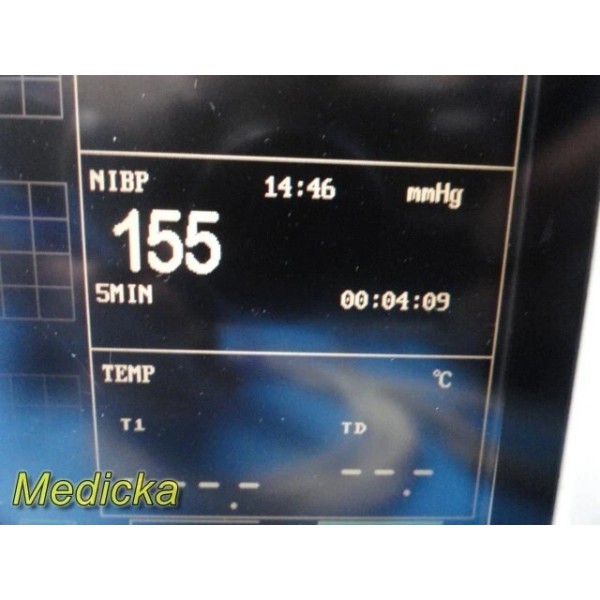 NIBP 14:46 mmHg
155
5MIN 00:04:09
TEMP °C
T1 TD
- - -.- - - -.-
Medicka